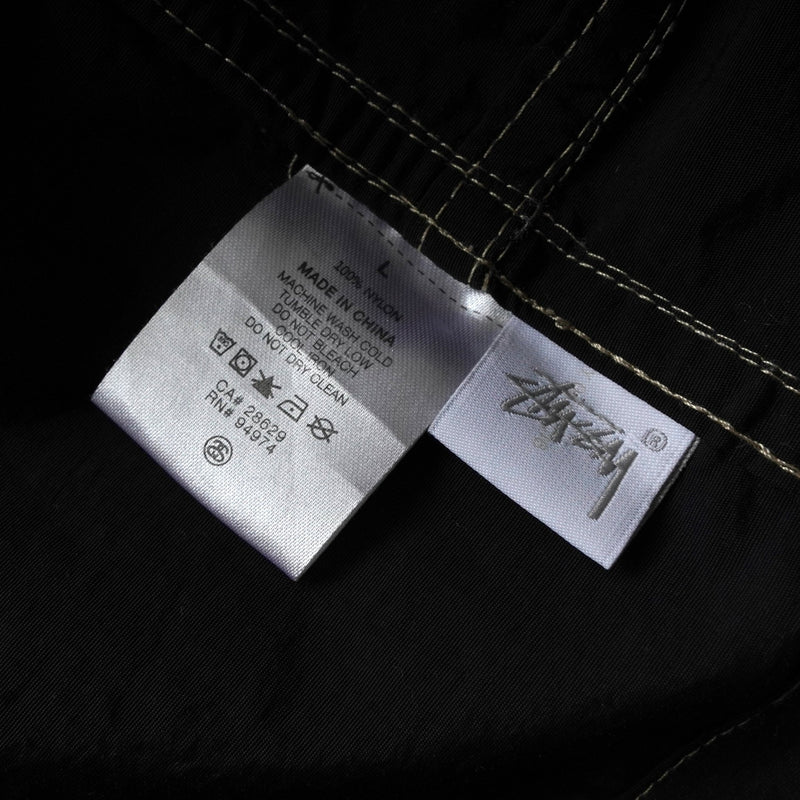 L
100% NYLON
MADE IN CHINA
MACHINE WASH COLD
TUMBLE DRY LOW
DO NOT BLEACH
COOL IRON
DO NOT DRY CLEAN
CA# 28629
RN# 94974
Stüssy ®